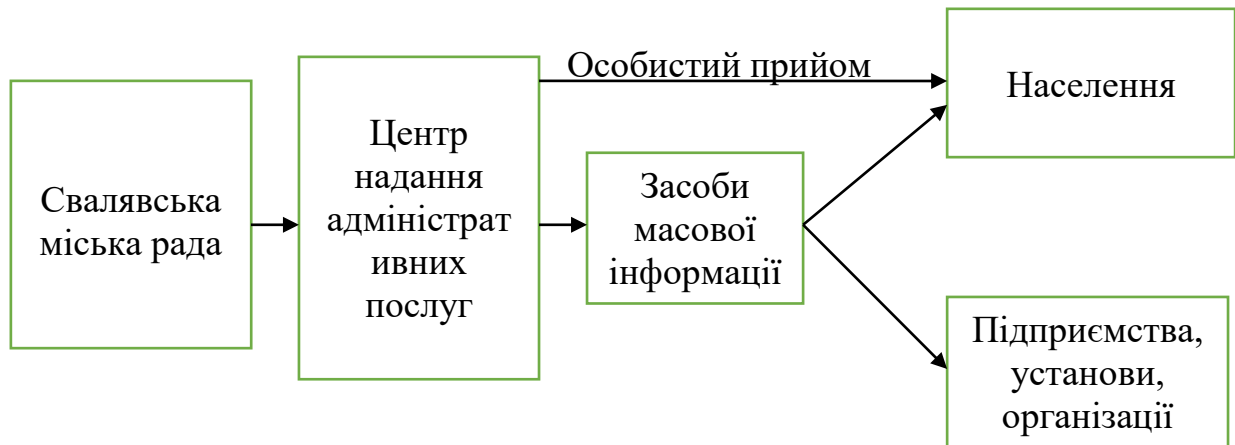 Свалявська
міська рада
Центр
надання
адміністрат
ивних
послуг
Особистий прийом
Засоби
масової
інформації
Населення
Підприємства,
установи,
організації